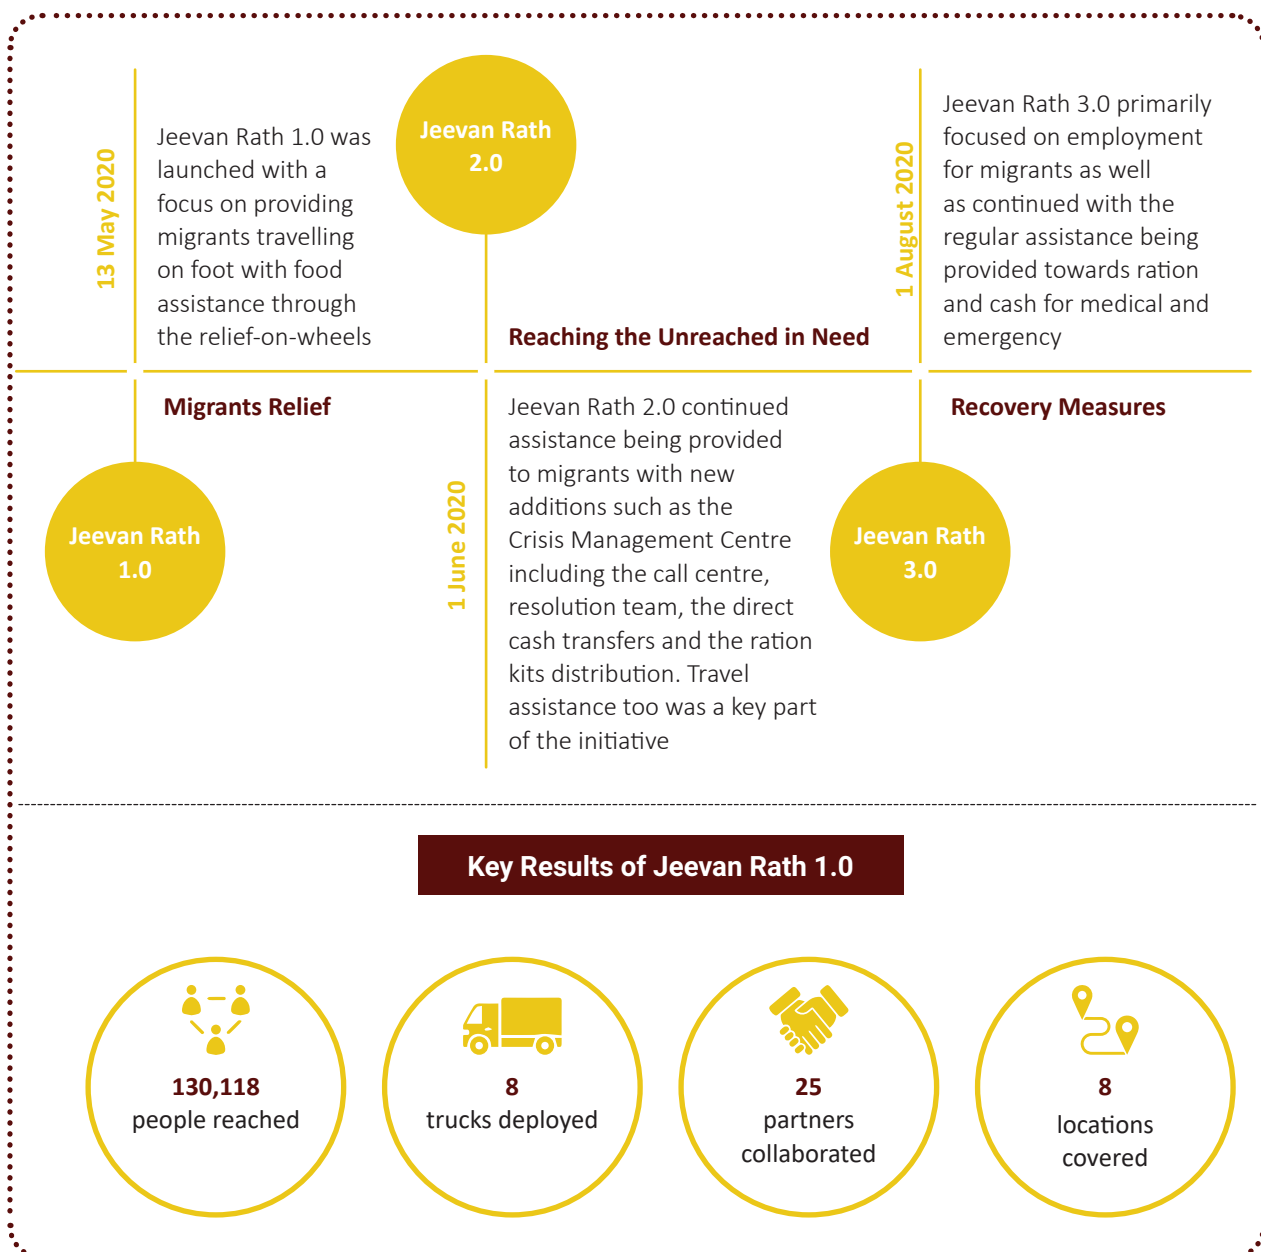 13 May 2020
Jeevan Rath 1.0 was
launched with a
focus on providing
migrants travelling
on foot with food
assistance through
the relief-on-wheels
Migrants Relief
Jeevan Rath
1.0
Jeevan Rath
2.0
Reaching the Unreached in Need
1 June 2020
Jeevan Rath 2.0 continued
assistance being provided
to migrants with new
additions such as the
Crisis Management Centre
including the call centre,
resolution team, the direct
cash transfers and the ration
kits distribution. Travel
assistance too was a key part
of the initiative
1 August 2020
Jeevan Rath 3.0 primarily
focused on employment
for migrants as well
as continued with the
regular assistance being
provided towards ration
and cash for medical and
emergency
Recovery Measures
Jeevan Rath
3.0
Key Results of Jeevan Rath 1.0
130,118
people reached
8
trucks deployed
25
partners
collaborated
8
locations
covered